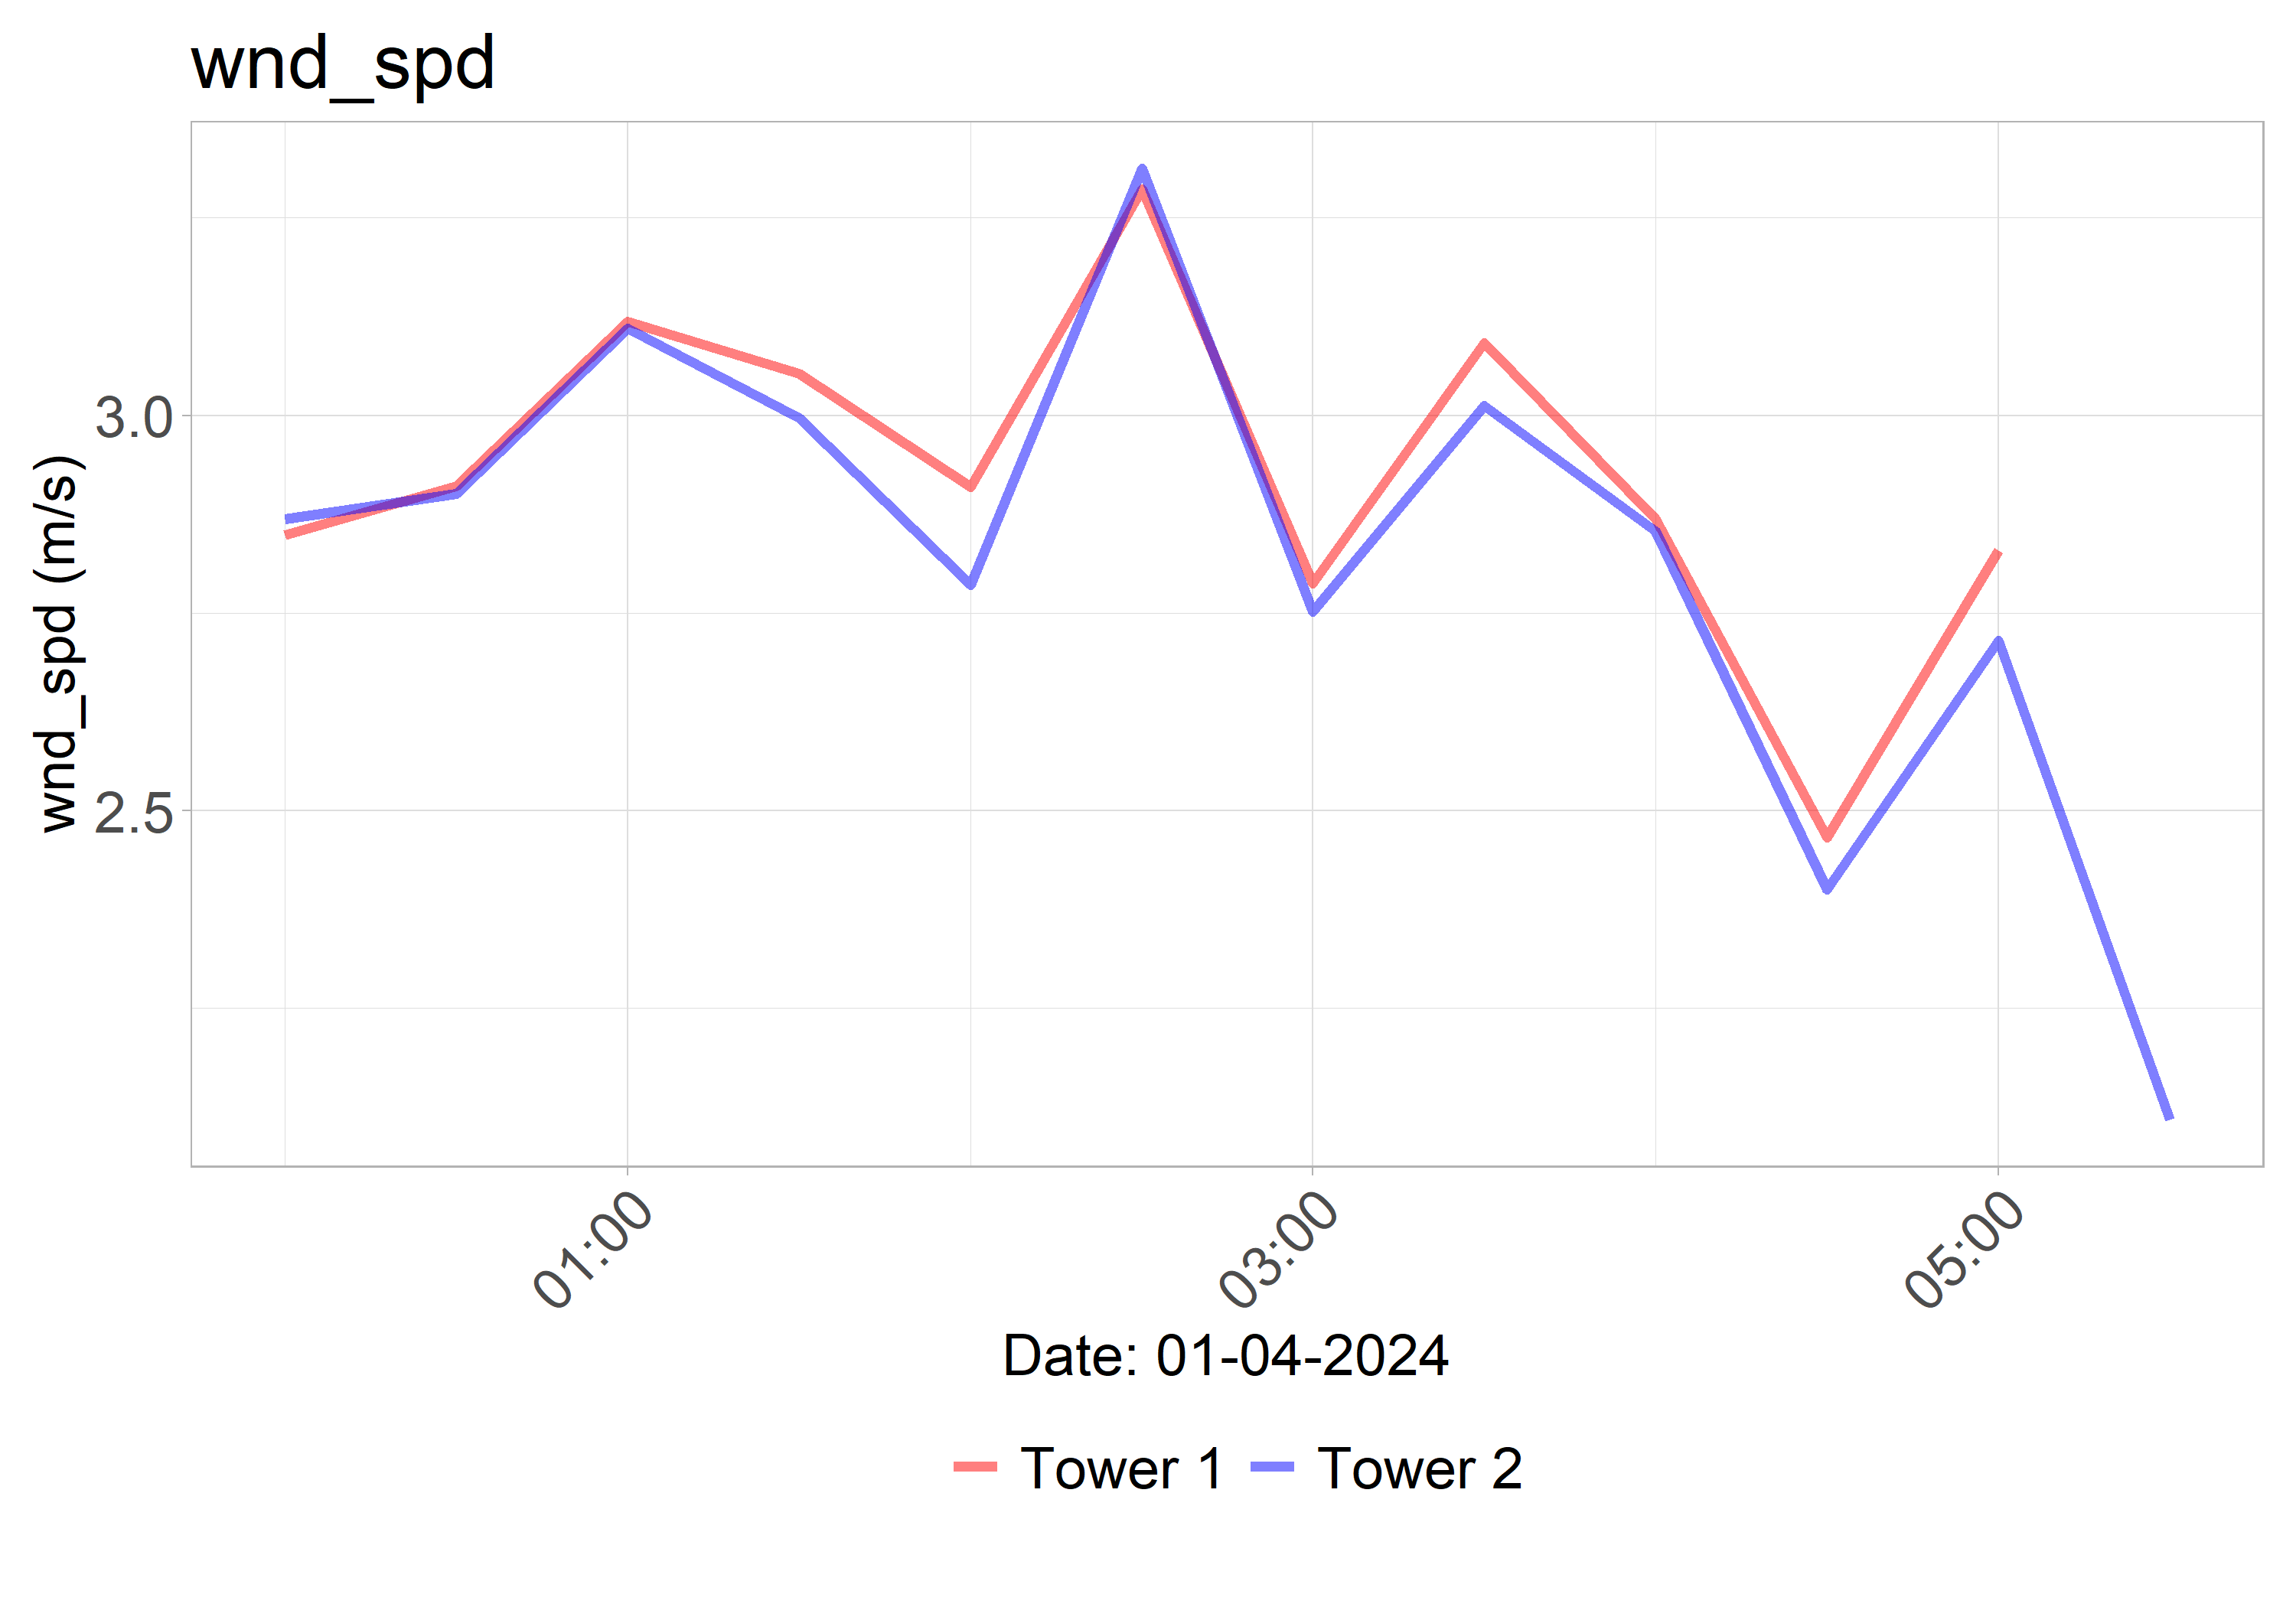 wnd_spd
wnd_spd (m/s)
3.0
2.5
01:00
03:00
05:00
Date: 01-04-2024
Tower 1
Tower 2